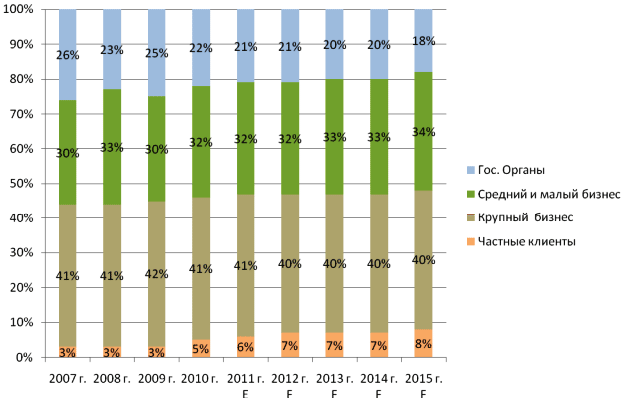 100%
90%
80%
70%
60%
50%
40%
30%
20%
10%
0%
26% 23% 25% 22% 21% 21% 20% 20% 18%
30% 33% 30% 32% 32% 32% 33% 33% 34%
41% 41% 42% 41% 41% 40% 40% 40% 40%
3% 3% 3% 5% 6% 7% 7% 7% 8%
2007 г. 2008 г. 2009 г. 2010 г. 2011 г. 2012 г. 2013 г. 2014 г. 2015 г.
E F F F F
Гос. Органы
Средний и малый бизнес
Крупный бизнес
Частные клиенты